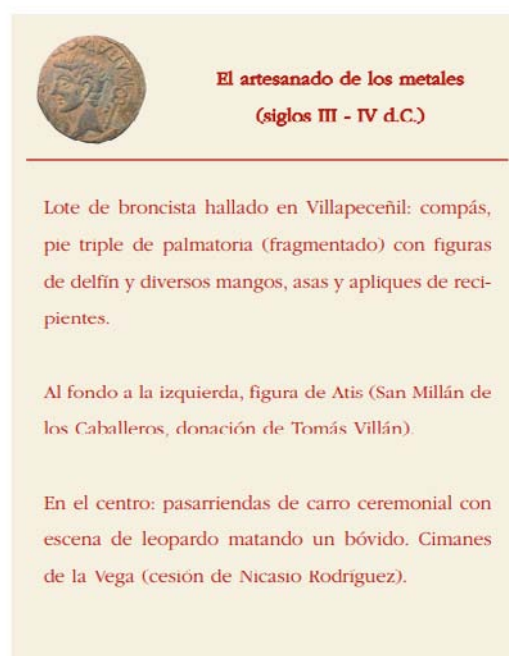 El artesanado de los metales
(siglos III - IV d.C.)
Lote de broncista hallado en Villapeceñil: compás,
pie triple de palmatoria (fragmentado) con figuras
de delfín y diversos mangos, asas y apliques de reci-
pientes.
Al fondo a la izquierda, figura de Atis (San Millán de
los Caballeros, donación de Tomás Villán).
En el centro: pasarriendas de carro ceremonial con
escena de leopardo matando un bóvido. Cimanes
de la Vega (cesión de Nicasio Rodríguez).